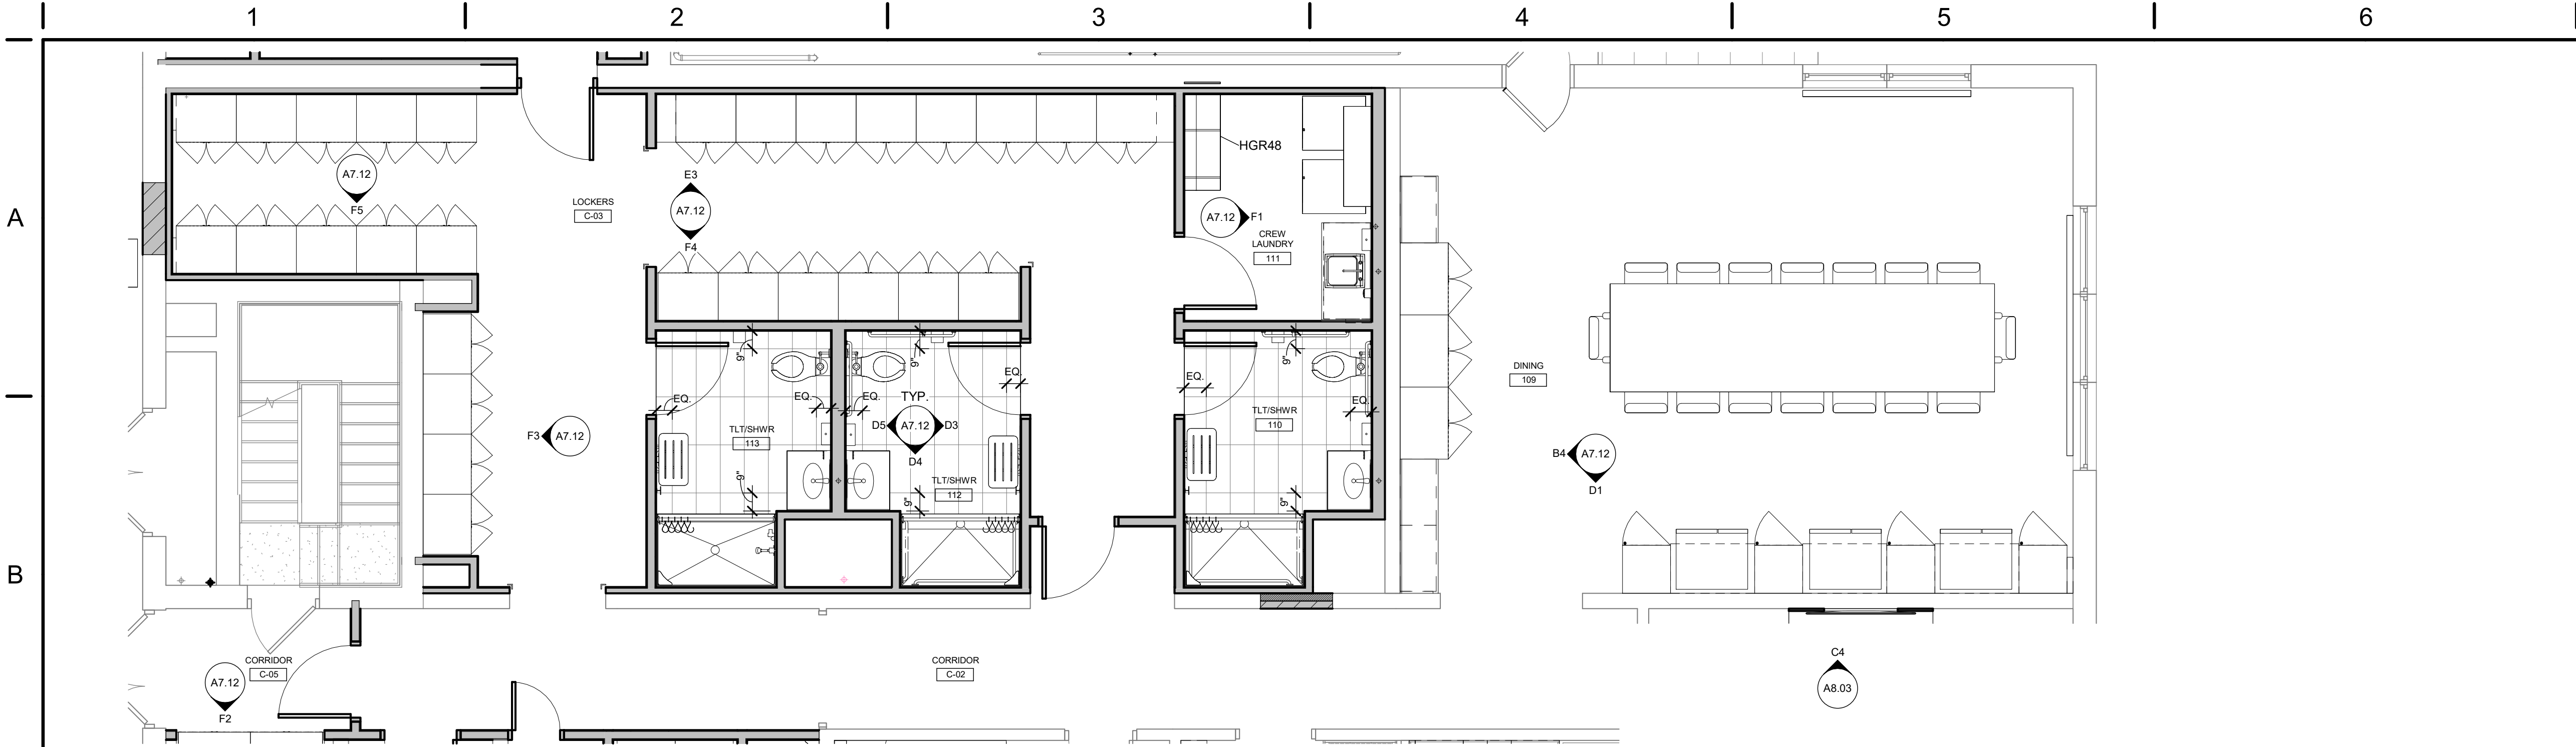 1 2 3 4 5 6
A
B
A7.12
F5
LOCKERS
C-03
E3
A7.12
F4
HGR48
A7.12 F1
CREW
LAUNDRY
111
DINING
109
F3 A7.12
9"
EQ.
EQ.
TLT/SHWR
113
9"
9"
EQ.
EQ.
TYP.
D5 A7.12 D3
D4
TLT/SHWR
112
9"
9"
EQ.
EQ.
TLT/SHWR
110
9"
B4 A7.12
D1
CORRIDOR
C-05
A7.12
F2
CORRIDOR
C-02
C4
A8.03